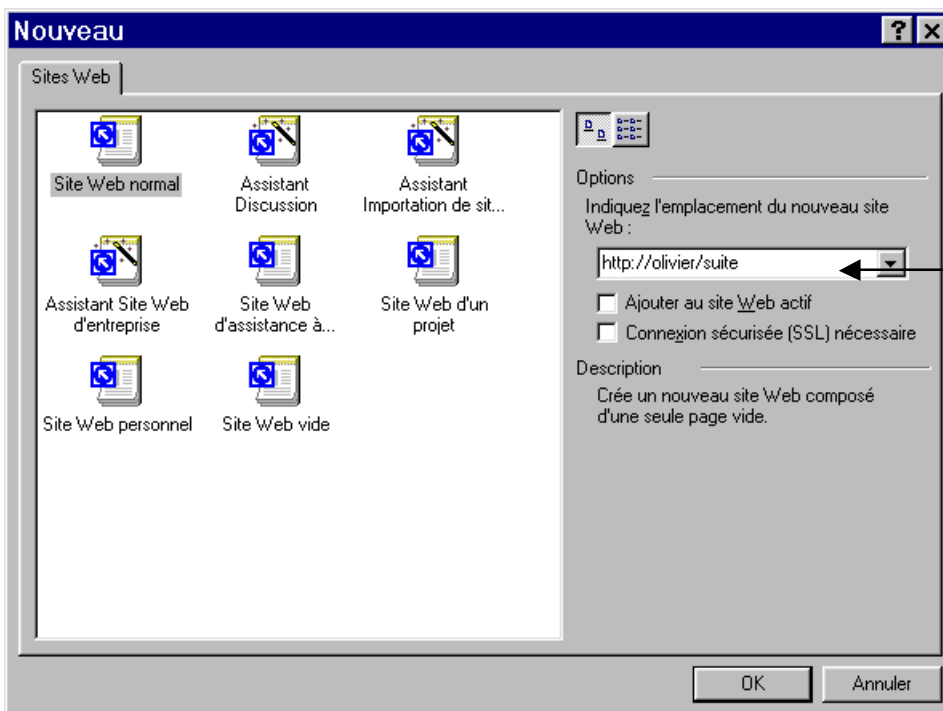 Nouveau
Sites Web
Site Web normal
Assistant
Discussion
Assistant
Importation de sit...
Assistant Site Web
d'entreprise
Site Web
d'assistance à...
Site Web d'un
projet
Site Web personnel
Site Web vide
Options
Indiquez l'emplacement du nouveau site
Web :
http://olivier/suite
Ajouter au site Web actif
Connexion sécurisée (SSL) nécessaire
Description
Crée un nouveau site Web composé
d'une seule page vide.
OK
Annuler